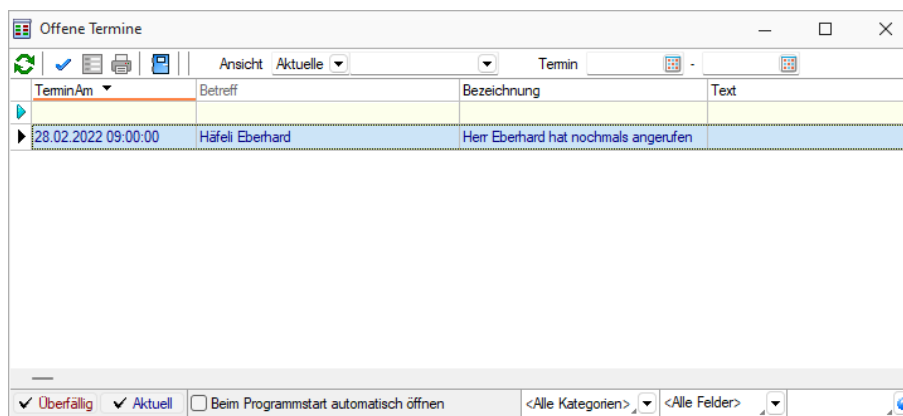 Offene Termine
Ansicht Aktuelle Termin -
TerminAm Betreff Bezeichnung Text
28.02.2022 09:00:00 Häfeli Eberhard Herr Eberhard hat nochmals angerufen
Überfällig Aktuell Beim Programmstart automatisch öffnen <Alle Kategorien> <Alle Felder>